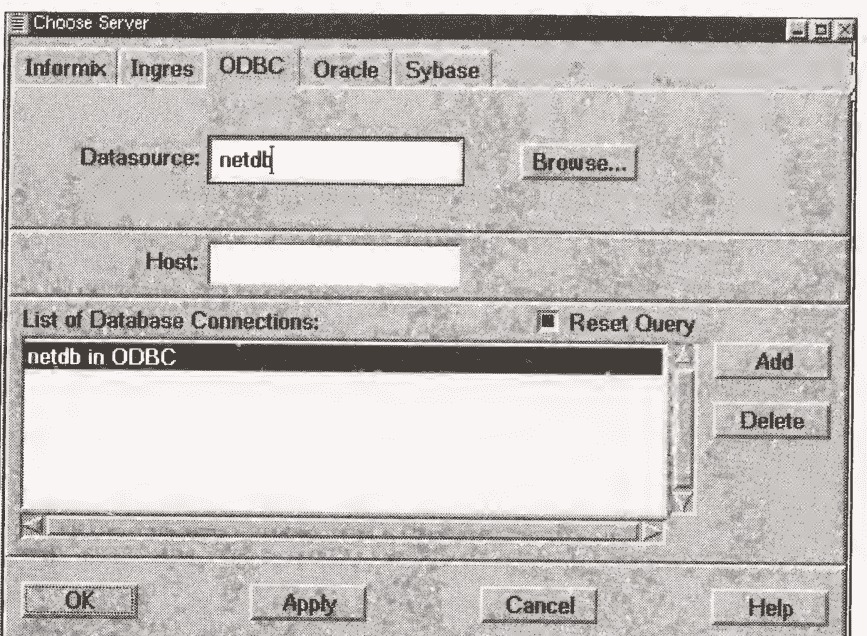 Choose Server
Informix Ingres ODBC Oracle Sybase
Datasource: netdb Browse...
Host:
List of Database Connections: Reset Query
netdb in ODBC
Add
Delete
OK Apply Cancel Help